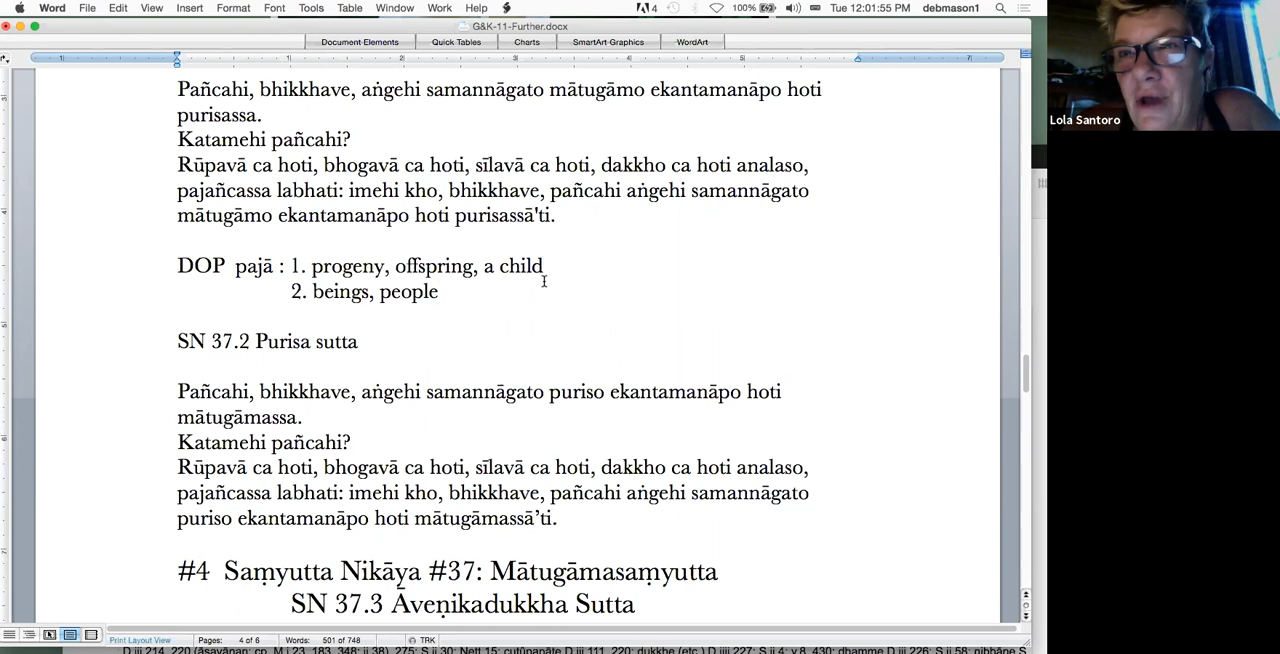 Word File Edit View Insert Format Font Tools Table Window Work Help 4 100% Tue 12:01:55 PM debmason1
G&K-11-Further.docx
Document Elements Quick Tables Charts SmartArt Graphics WordArt
Pañcahi, bhikkhave, aṅgehi samannāgato mātugāmo ekantamanāpo hoti
purisassa.
Katamehi pañcahi?
Rūpavā ca hoti, bhogavā ca hoti, sīlavā ca hoti, dakkho ca hoti analaso,
pajañcassa labhati: imehi kho, bhikkhave, pañcahi aṅgehi samannāgato
mātugāmo ekantamanāpo hoti purisassā'ti.
DOP pajā : 1. progeny, offspring, a child
2. beings, people
SN 37.2 Purisa sutta
Pañcahi, bhikkhave, aṅgehi samannāgato puriso ekantamanāpo hoti
mātugāmassa.
Katamehi pañcahi?
Rūpavā ca hoti, bhogavā ca hoti, sīlavā ca hoti, dakkho ca hoti analaso,
pajañcassa labhati: imehi kho, bhikkhave, pañcahi aṅgehi samannāgato
puriso ekantamanāpo hoti mātugāmassā’ti.
#4 Saṃyutta Nikāya #37: Mātugāmasaṃyutta
SN 37.3 Āveṇikadukkha Sutta
Print Layout View Pages: 4 of 6 Words: 501 of 748 TRK
Lola Santoro